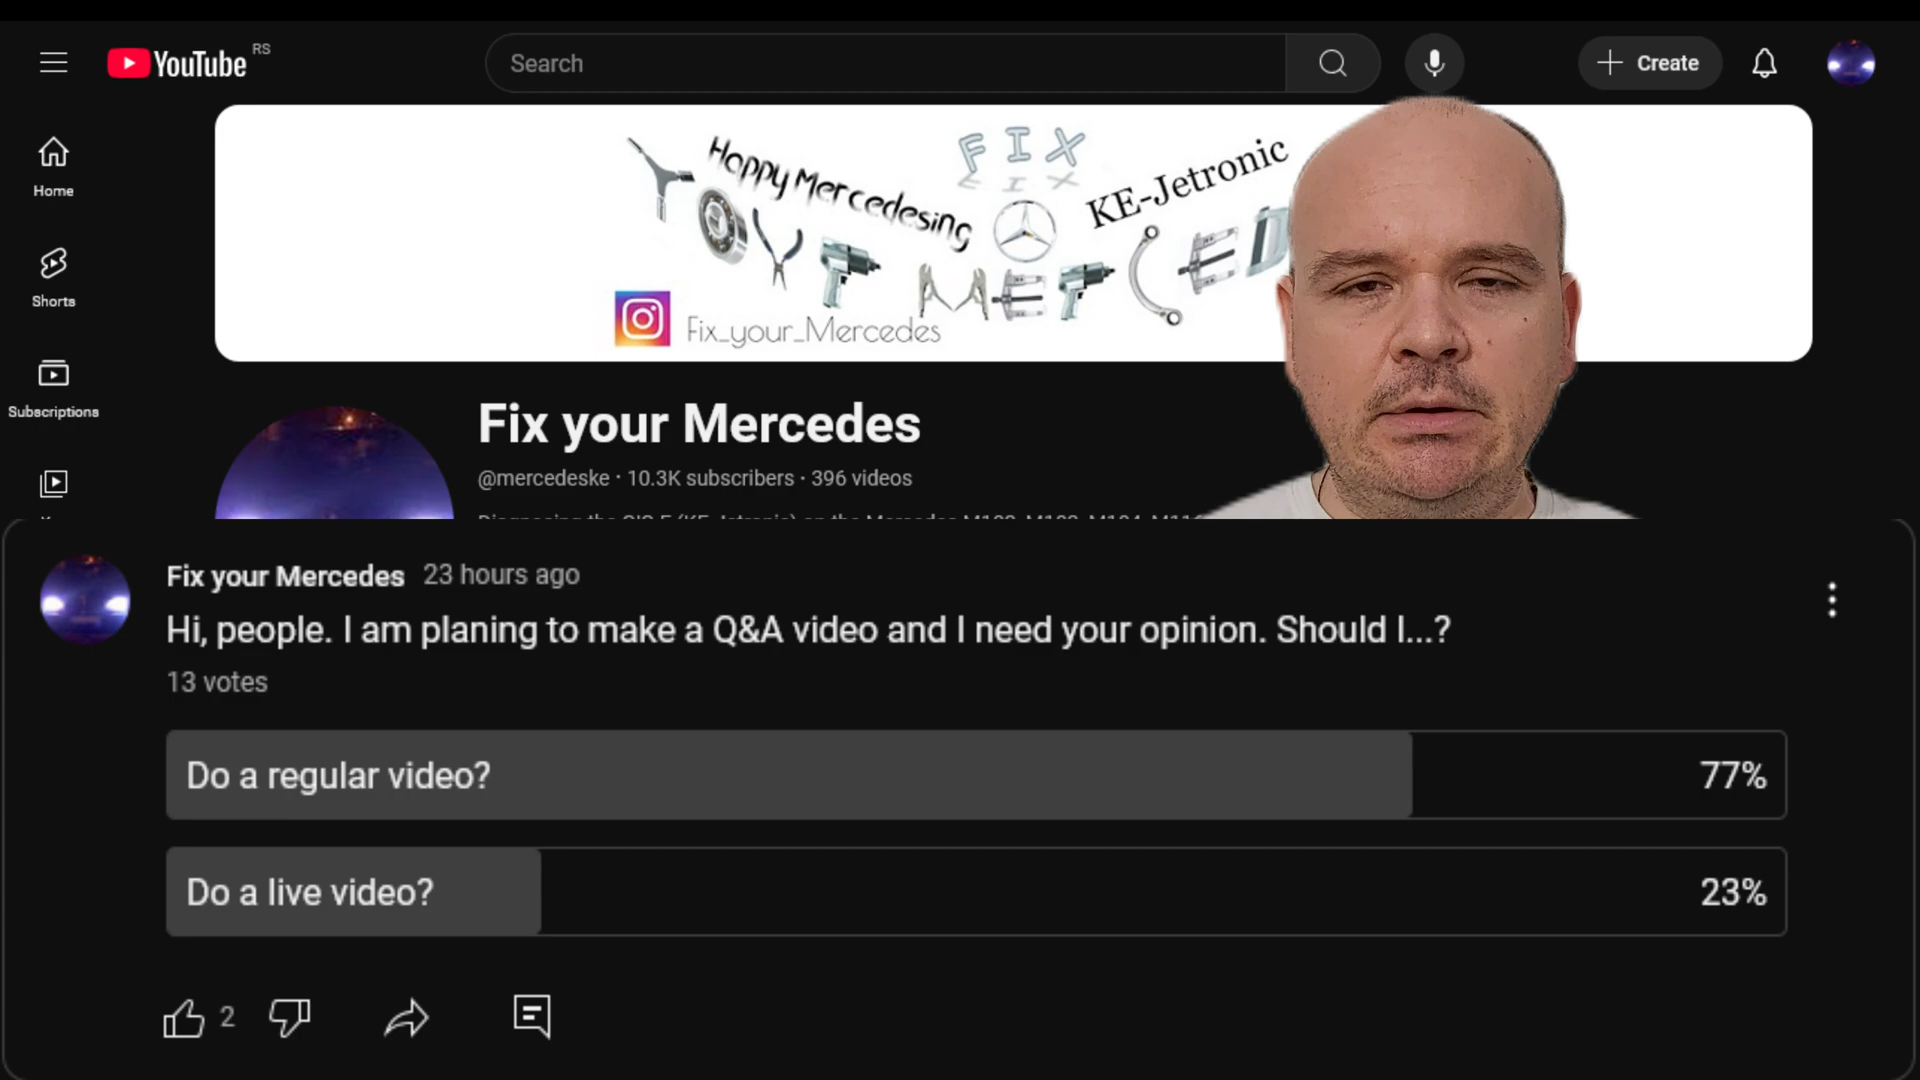 YouTube RS
Search
Create
Home
Shorts
Subscriptions
Happy Mercedesing
FIX
KE-Jetronic
Fix_your_Mercedes
Fix your Mercedes
@mercedeske · 10.3K subscribers · 396 videos
Fix your Mercedes 23 hours ago
Hi, people. I am planing to make a Q&A video and I need your opinion. Should I...?
13 votes
Do a regular video? 77%
Do a live video? 23%
2